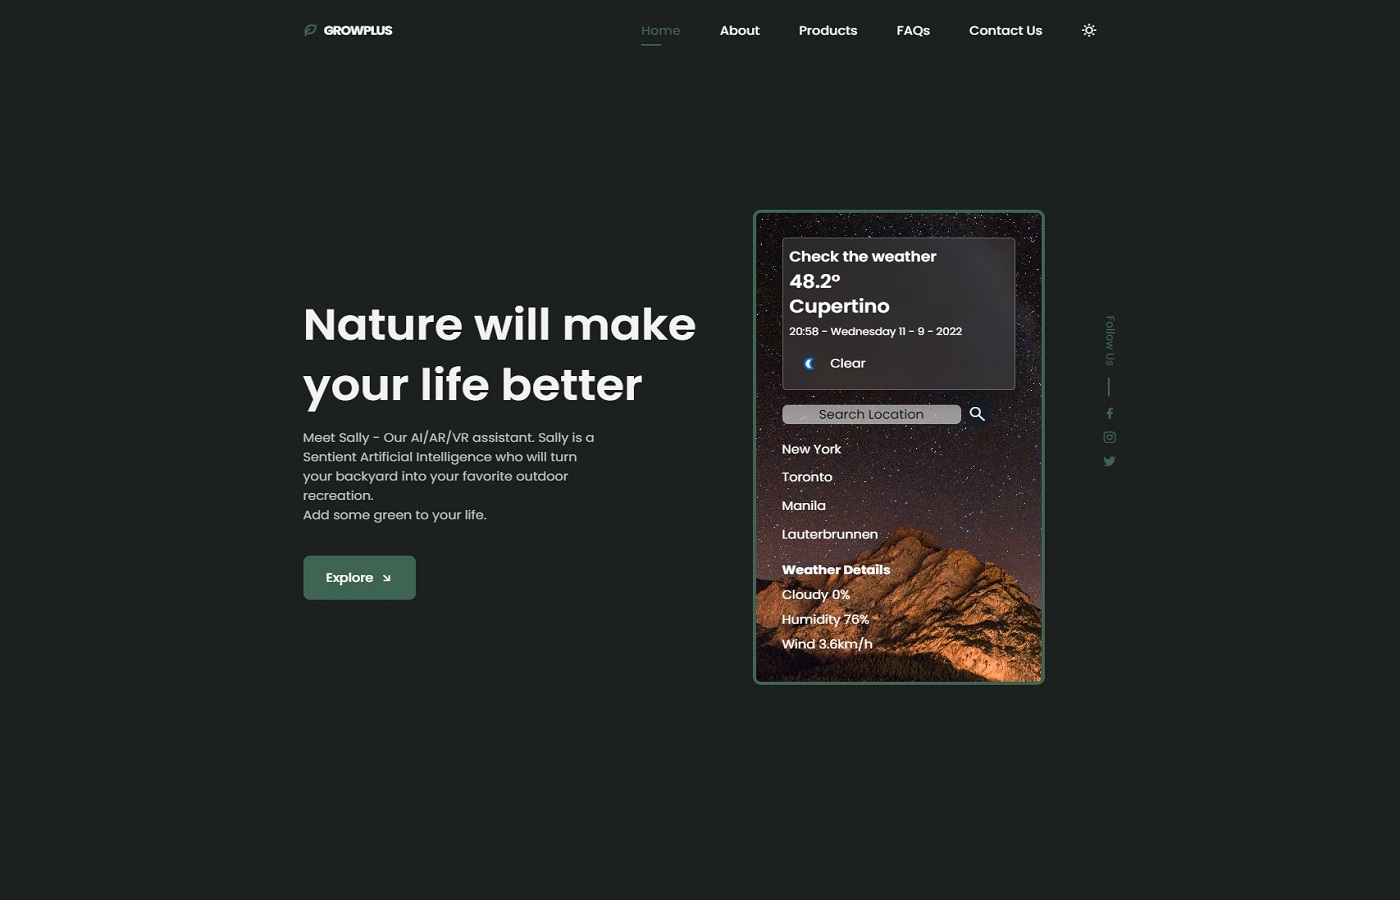 GROWPLUS
Home
About
Products
FAQs
Contact Us
Nature will make
your life better
Meet Sally - Our AI/AR/VR assistant. Sally is a
Sentient Artificial Intelligence who will turn
your backyard into your favorite outdoor
recreation.
Add some green to your life.
Explore
Check the weather
48.2°
Cupertino
20:58 - Wednesday 11 - 9 - 2022
Clear
Search Location
New York
Toronto
Manila
Lauterbrunnen
Weather Details
Cloudy 0%
Humidity 76%
Wind 3.6km/h
Follow Us